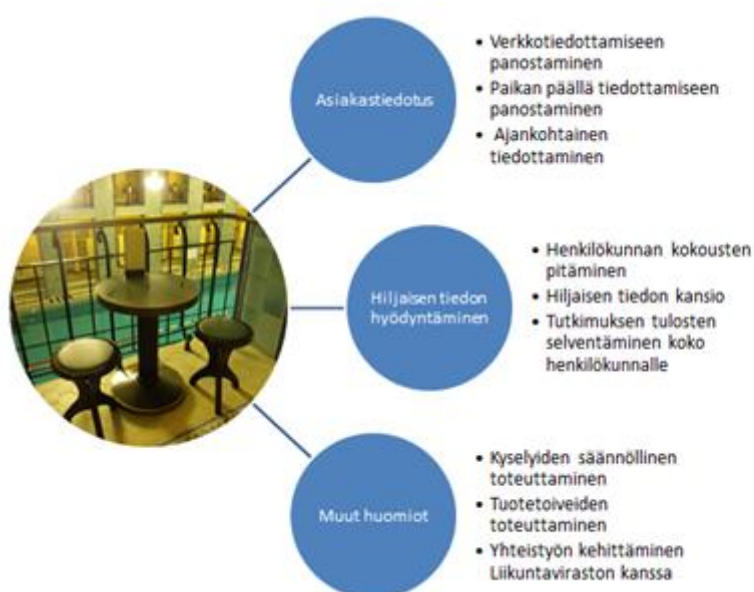 Asiakastiedotus
• Verkkotiedottamiseen
panostaminen
• Paikan päällä tiedottamiseen
panostaminen
• Ajankohtainen
tiedottaminen
Hiljaisen tiedon
hyödyntäminen
• Henkilökunnan kokousten
pitäminen
• Hiljaisen tiedon kansio
• Tutkimuksen tulosten
selventäminen koko
henkilökunnalle
Muut huomiot
• Kyselyiden säännöllinen
toteuttaminen
• Tuotetoiveiden
toteuttaminen
• Yhteistyön kehittäminen
Liikuntaviraston kanssa